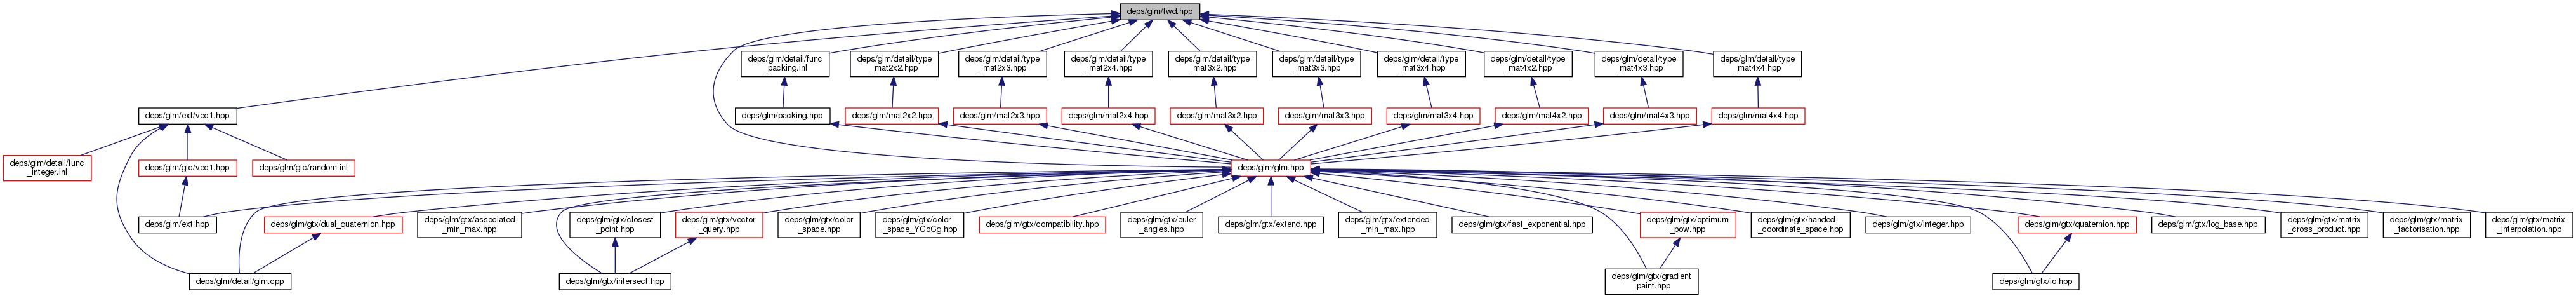 deps/glm/fwd.hpp
deps/glm/detail/func
_packing.inl
deps/glm/detail/type
_mat2x2.hpp
deps/glm/detail/type
_mat2x3.hpp
deps/glm/detail/type
_mat2x4.hpp
deps/glm/detail/type
_mat3x2.hpp
deps/glm/detail/type
_mat3x3.hpp
deps/glm/detail/type
_mat3x4.hpp
deps/glm/detail/type
_mat4x2.hpp
deps/glm/detail/type
_mat4x3.hpp
deps/glm/detail/type
_mat4x4.hpp
deps/glm/ext/vec1.hpp
deps/glm/packing.hpp
deps/glm/mat2x2.hpp
deps/glm/mat2x3.hpp
deps/glm/mat2x4.hpp
deps/glm/mat3x2.hpp
deps/glm/mat3x3.hpp
deps/glm/mat3x4.hpp
deps/glm/mat4x2.hpp
deps/glm/mat4x3.hpp
deps/glm/mat4x4.hpp
deps/glm/detail/func
_integer.inl
deps/glm/gtc/vec1.hpp
deps/glm/gtc/random.inl
deps/glm/glm.hpp
deps/glm/ext.hpp
deps/glm/gtx/dual_quaternion.hpp
deps/glm/gtx/associated
_min_max.hpp
deps/glm/gtx/closest
_point.hpp
deps/glm/gtx/vector
_query.hpp
deps/glm/gtx/color
_space.hpp
deps/glm/gtx/color
_space_YCoCg.hpp
deps/glm/gtx/compatibility.hpp
deps/glm/gtx/euler
_angles.hpp
deps/glm/gtx/extend.hpp
deps/glm/gtx/extended
_min_max.hpp
deps/glm/gtx/fast_exponential.hpp
deps/glm/gtx/optimum
_pow.hpp
deps/glm/gtx/handed
_coordinate_space.hpp
deps/glm/gtx/integer.hpp
deps/glm/gtx/quaternion.hpp
deps/glm/gtx/log_base.hpp
deps/glm/gtx/matrix
_cross_product.hpp
deps/glm/gtx/matrix
_factorisation.hpp
deps/glm/gtx/matrix
_interpolation.hpp
deps/glm/detail/glm.cpp
deps/glm/gtx/intersect.hpp
deps/glm/gtx/gradient
_paint.hpp
deps/glm/gtx/io.hpp